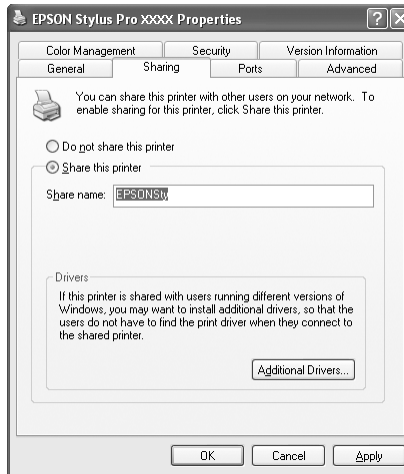 EPSON Stylus Pro XXXX Properties
Color Management Security Version Information
General Sharing Ports Advanced
You can share this printer with other users on your network. To
enable sharing for this printer, click Share this printer.
Do not share this printer
Share this printer
Share name: EPSONSty
Drivers
If this printer is shared with users running different versions of
Windows, you may want to install additional drivers, so that the
users do not have to find the print driver when they connect to
the shared printer.
Additional Drivers...
OK Cancel Apply